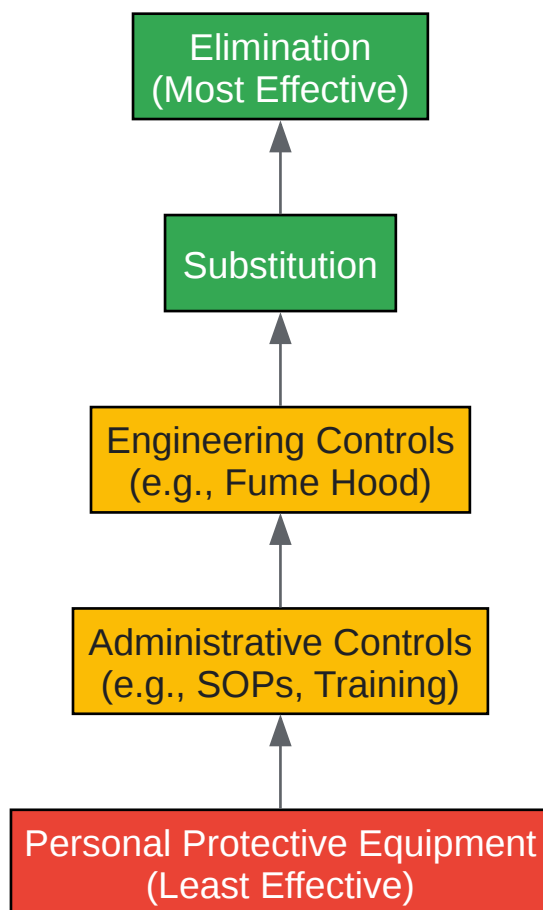 Elimination
(Most Effective)
Substitution
Engineering Controls
(e.g., Fume Hood)
Administrative Controls
(e.g., SOPs, Training)
Personal Protective Equipment
(Least Effective)